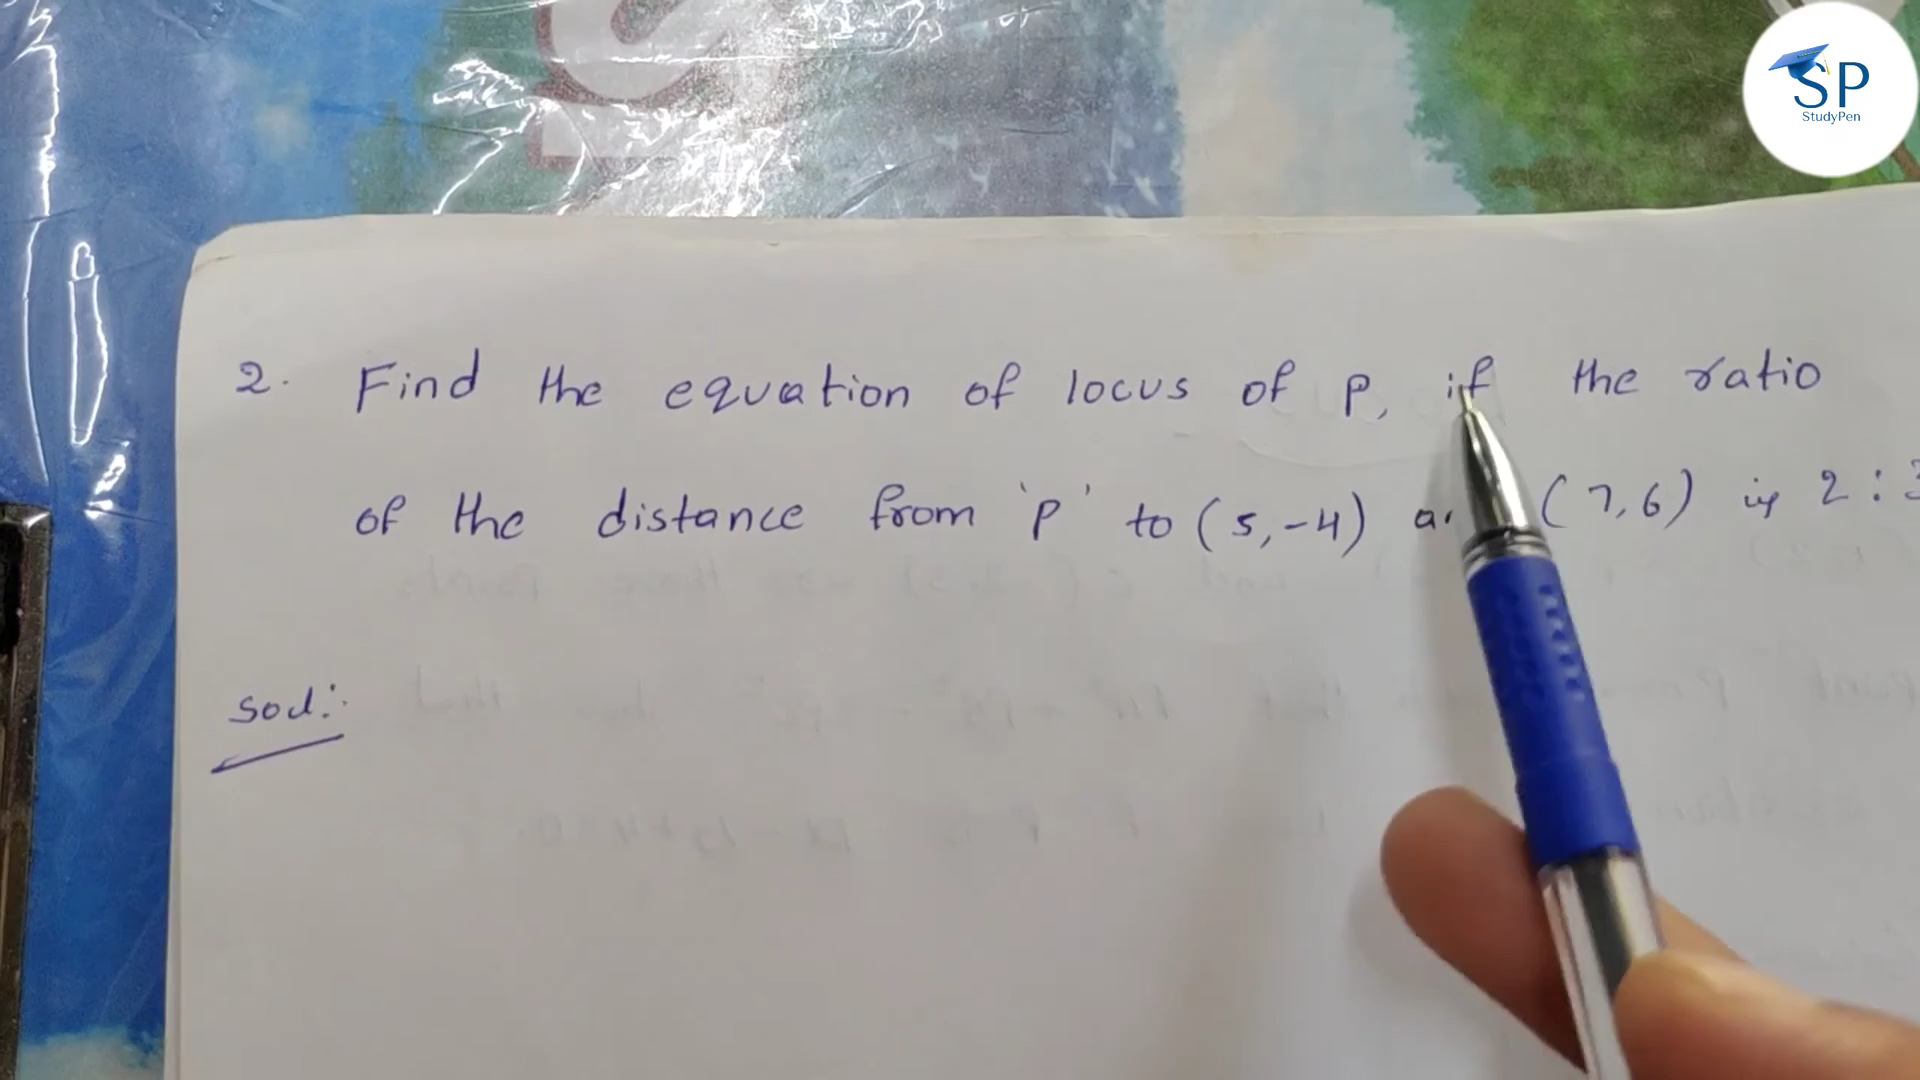 SP
StudyPen
2. Find the equation of locus of P, if the ratio
of the distance from 'P' to (5,-4) (7,6) is 2:3
Sol: